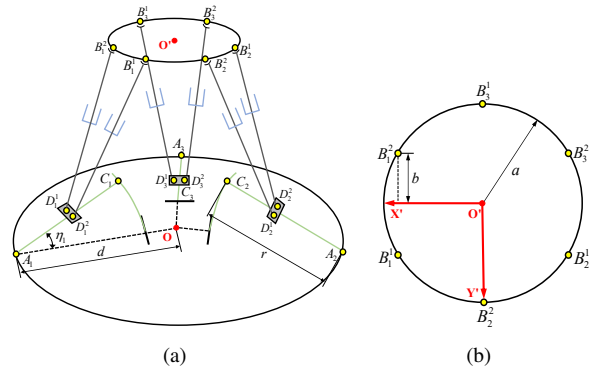 B_3^1 B_3^2
B_1^2 O' B_2^1
B_1^1 B_2^2
A_3
C_1 D_3^1 D_3^2 C_2
C_3
D_1^1 D_1^2 D_2^2
D_2^1
η_1 O
A_1 d r A_2
(a)
B_3^1
B_1^2 a B_3^2
b
X' O'
B_1^1 B_2^1
Y'
B_2^2
(b)